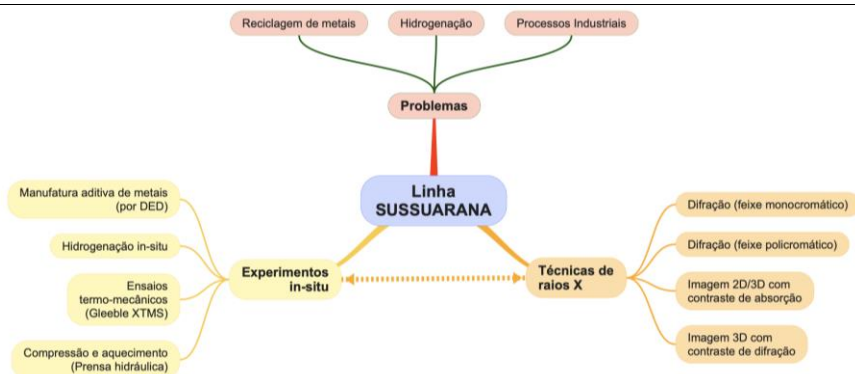 Reciclagem de metais
Hidrogenação
Processos Industriais
Problemas
Linha
SUSSUARANA
Manufatura aditiva de metais
(por DED)
Hidrogenação in-situ
Ensaios
termo-mecânicos
(Gleeble XTMS)
Compressão e aquecimento
(Prensa hidráulica)
Experimentos
in-situ
Técnicas de
raios X
Difração (feixe monocromático)
Difração (feixe policromático)
Imagem 2D/3D com
contraste de absorção
Imagem 3D com
contraste de difração